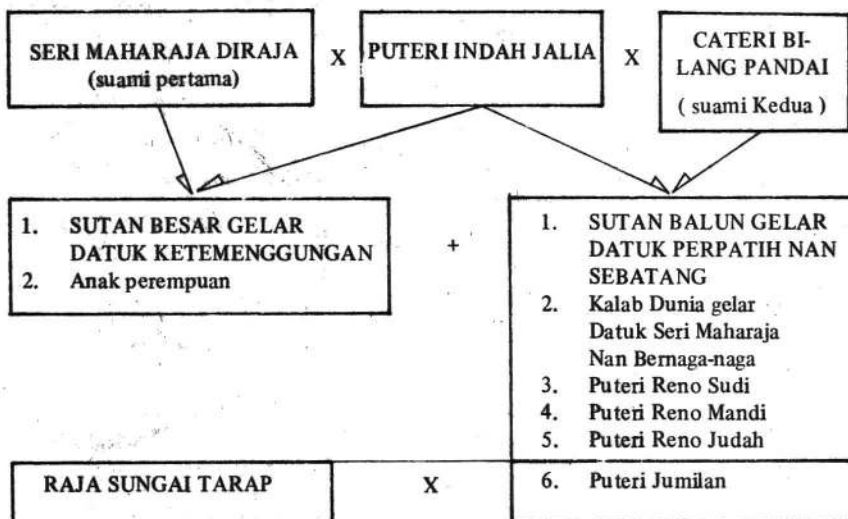 SERI MAHARAJA DIRAJA
(suami pertama)
X
PUTERI INDAH JALIA
X
CATERI BI-
LANG PANDAI
( suami Kedua )
1. SUTAN BESAR GELAR
DATUK KETEMENGGUNGAN
2. Anak perempuan
+
1. SUTAN BALUN GELAR
DATUK PERPATIH NAN
SEBATANG
2. Kalab Dunia gelar
Datuk Seri Maharaja
Nan Bernaga-naga
3. Puteri Reno Sudi
4. Puteri Reno Mandi
5. Puteri Reno Judah
RAJA SUNGAI TARAP
X
6. Puteri Jumilan